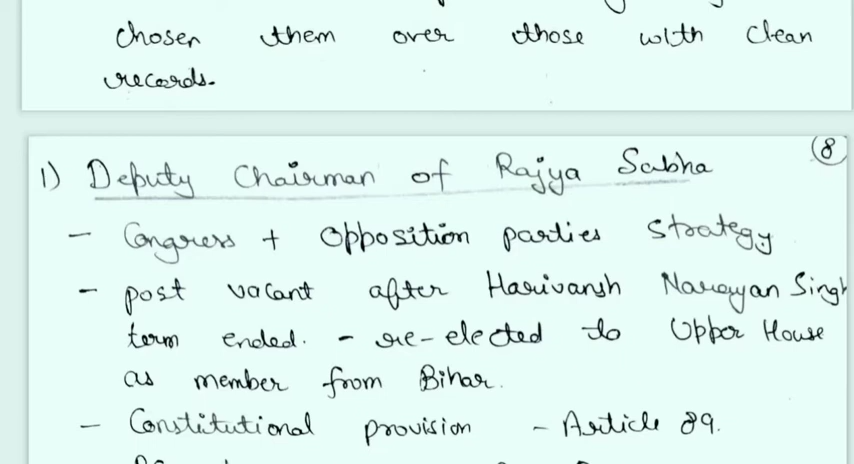 chosen them over those with clean
records.
(8)
1) Deputy Chairman of Rajya Sabha
- Congress + Opposition parties strategy
- post vacant after Harivansh Narayan Singh
term ended. - re-elected to Upper House
as member from Bihar.
- Constitutional provision - Article 89.